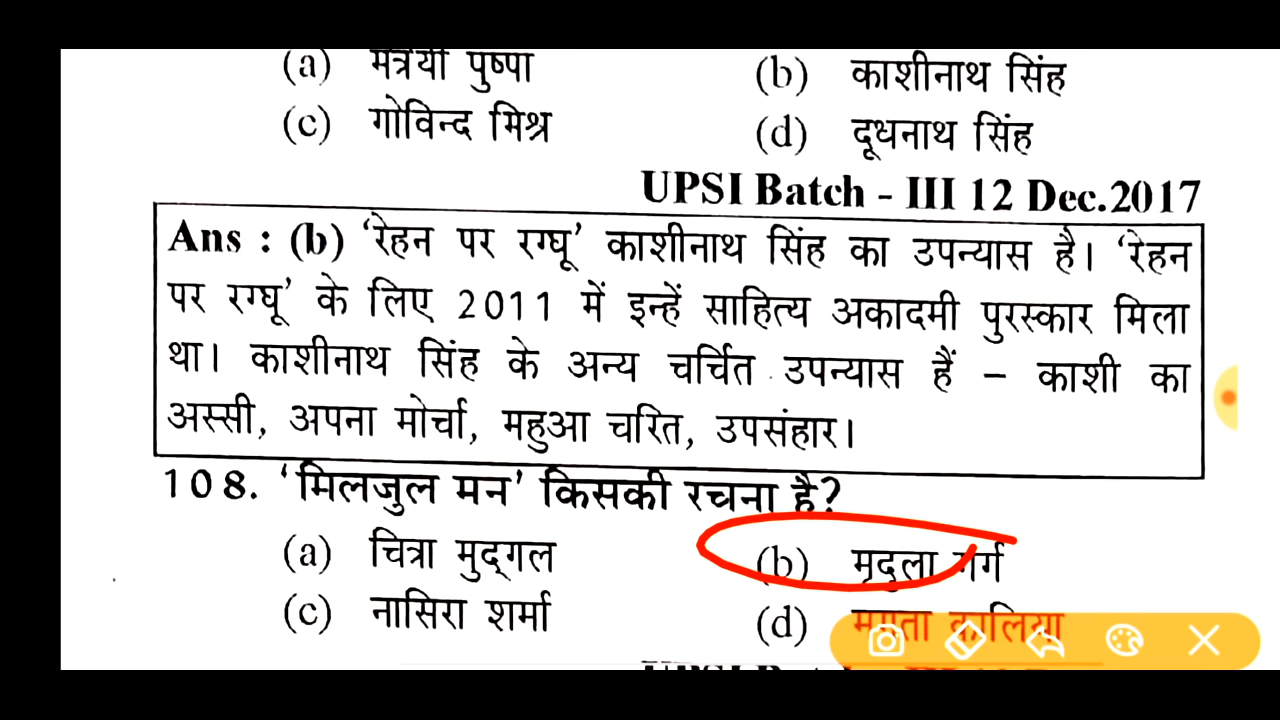 (a) मैत्रेयी पुष्पा (b) काशीनाथ सिंह
(c) गोविन्द मिश्र (d) दूधनाथ सिंह
UPSI Batch - III 12 Dec.2017
Ans : (b) ‘रेहन पर रग्घू’ काशीनाथ सिंह का उपन्यास है। ‘रेहन
पर रग्घू’ के लिए 2011 में इन्हें साहित्य अकादमी पुरस्कार मिला
था। काशीनाथ सिंह के अन्य चर्चित उपन्यास हैं – काशी का
अस्सी, अपना मोर्चा, महुआ चरित, उपसंहार।
108. ‘मिलजुल मन’ किसकी रचना है?
(a) चित्रा मुद्गल (b) मृदुला गर्ग
(c) नासिरा शर्मा (d) ममता कालिया